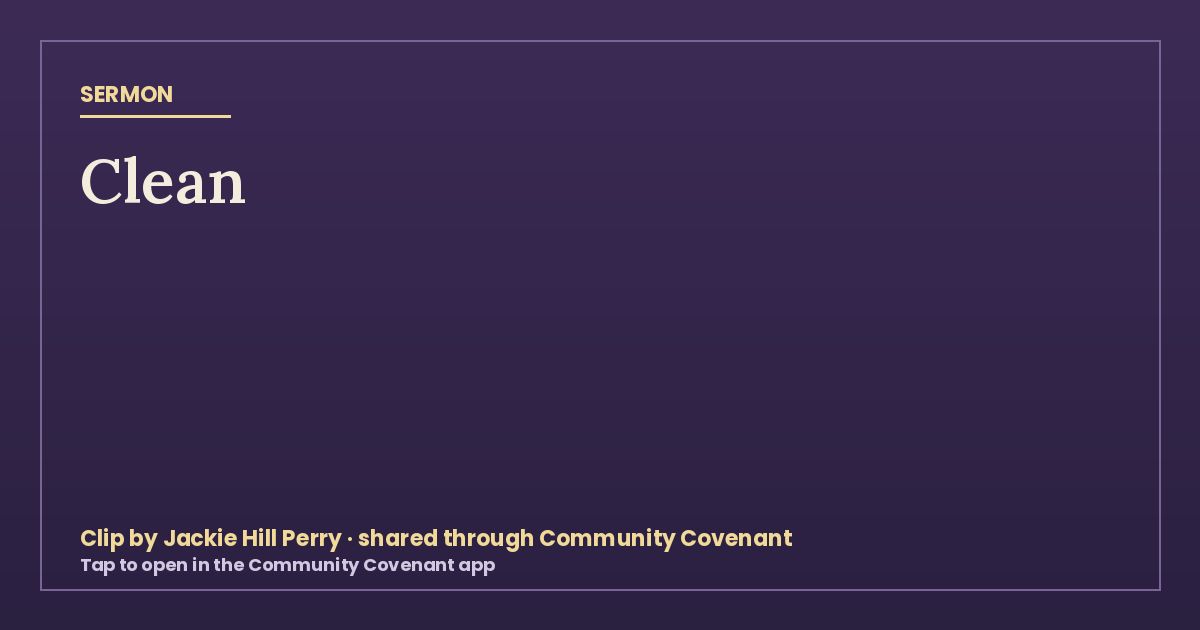 SERMON
Clean
Clip by Jackie Hill Perry · shared through Community Covenant
Tap to open in the Community Covenant app